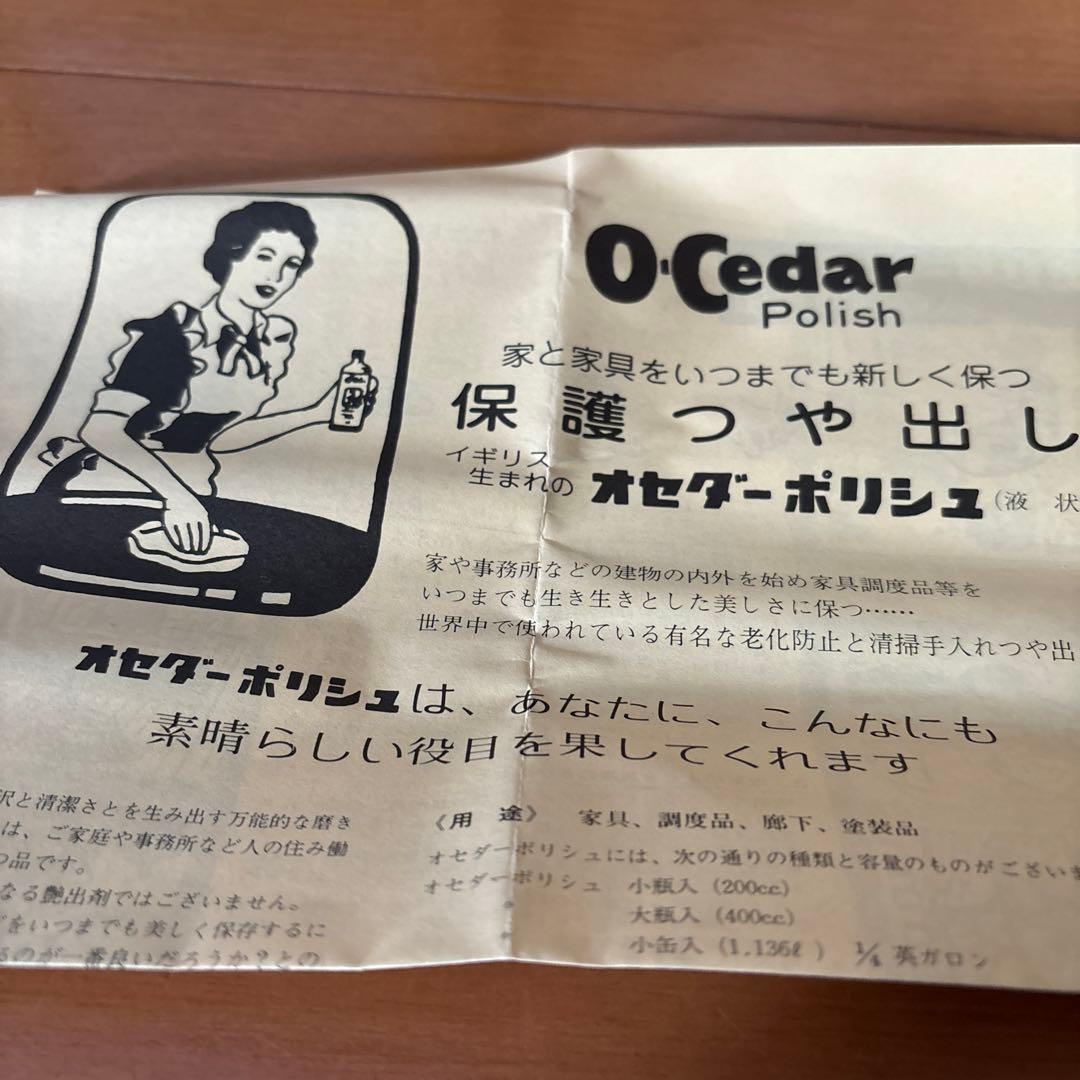 O-Cedar
Polish
家と家具をいつまでも新しく保つ
保護つや出し
イギリス
生まれの オセダーポリシュ (液 状
家や事務所などの建物の内外を始め家具調度品等を
いつまでも生き生きとした美しさに保つ……
世界中で使われている有名な老化防止と清掃手入れつや出
オセダーポリシュは、あなたに、こんなにも
素晴らしい役目を果してくれます
沢と清潔さとを生み出す万能的な磨き
は、ご家庭や事務所など人の住み働
つ品です。
なる艶出剤ではございません。
をいつまでも美しく保存するに
るのが一番良いだろうか?との
《用 途》 家具、調度品、廊下、塗装品
オセダーポリシュには、次の通りの種類と容量のものがござい
オセダーポリシュ 小瓶入 (200cc)
〃 大瓶入 (400cc)
〃 小缶入 (1.136ℓ) 1/4 英ガロン